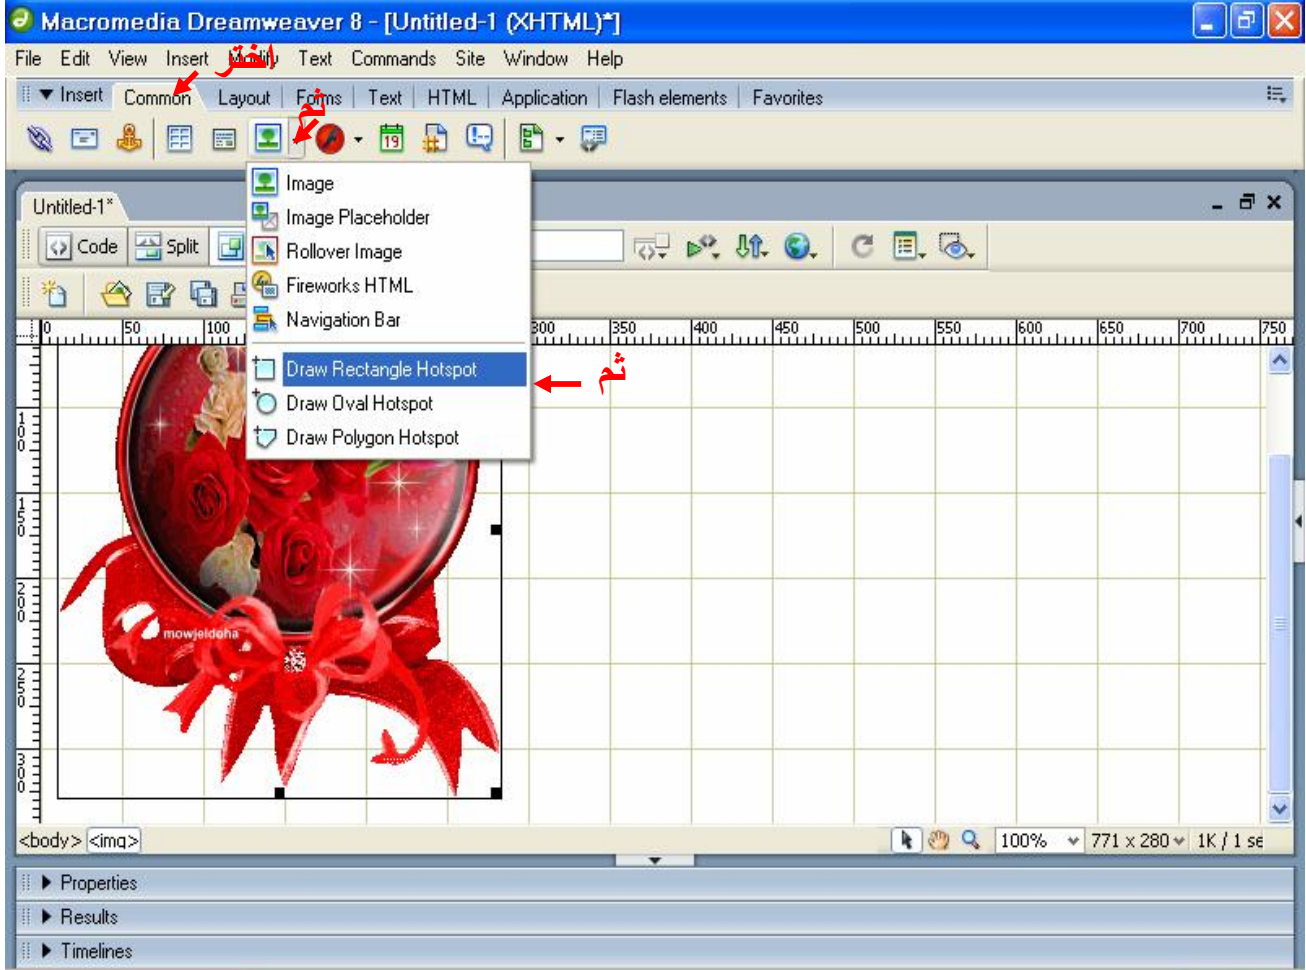 Macromedia Dreamweaver 8 - [Untitled-1 (XHTML)*]
File Edit View Insert Modify Text Commands Site Window Help
اختر
Insert Common Layout Forms Text HTML Application Flash elements Favorites
ثم
19
Image
Untitled-1*
Image Placeholder
Code Split
Rollover Image
Fireworks HTML
Navigation Bar
0 50 100 300 350 400 450 500 550 600 650 700 750
Draw Rectangle Hotspot
ثم
Draw Oval Hotspot
Draw Polygon Hotspot
100
150
200
mowjeldoha
250
300
<body> <img> 100% 771 x 280 1K / 1 se
Properties
Results
Timelines